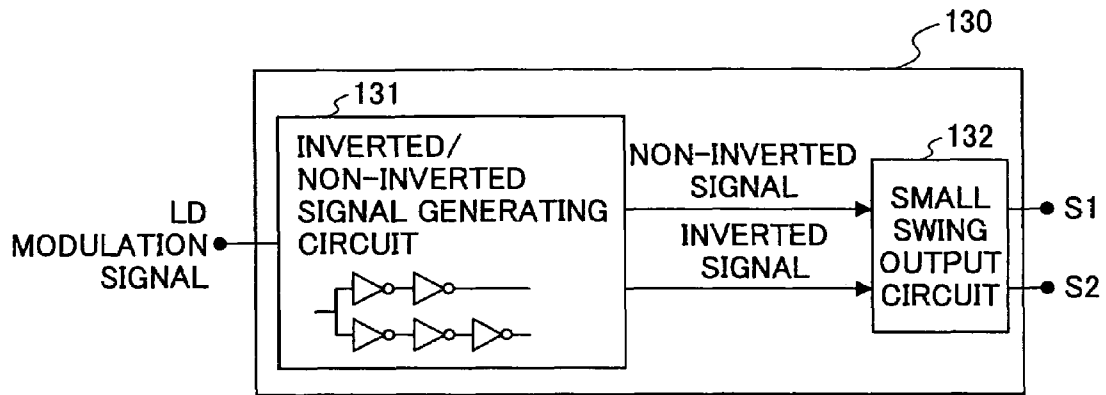 130
131
INVERTED/
NON-INVERTED
SIGNAL GENERATING
CIRCUIT
NON-INVERTED
SIGNAL
INVERTED
SIGNAL
132
SMALL
SWING
OUTPUT
CIRCUIT
LD
MODULATION
SIGNAL
S1
S2